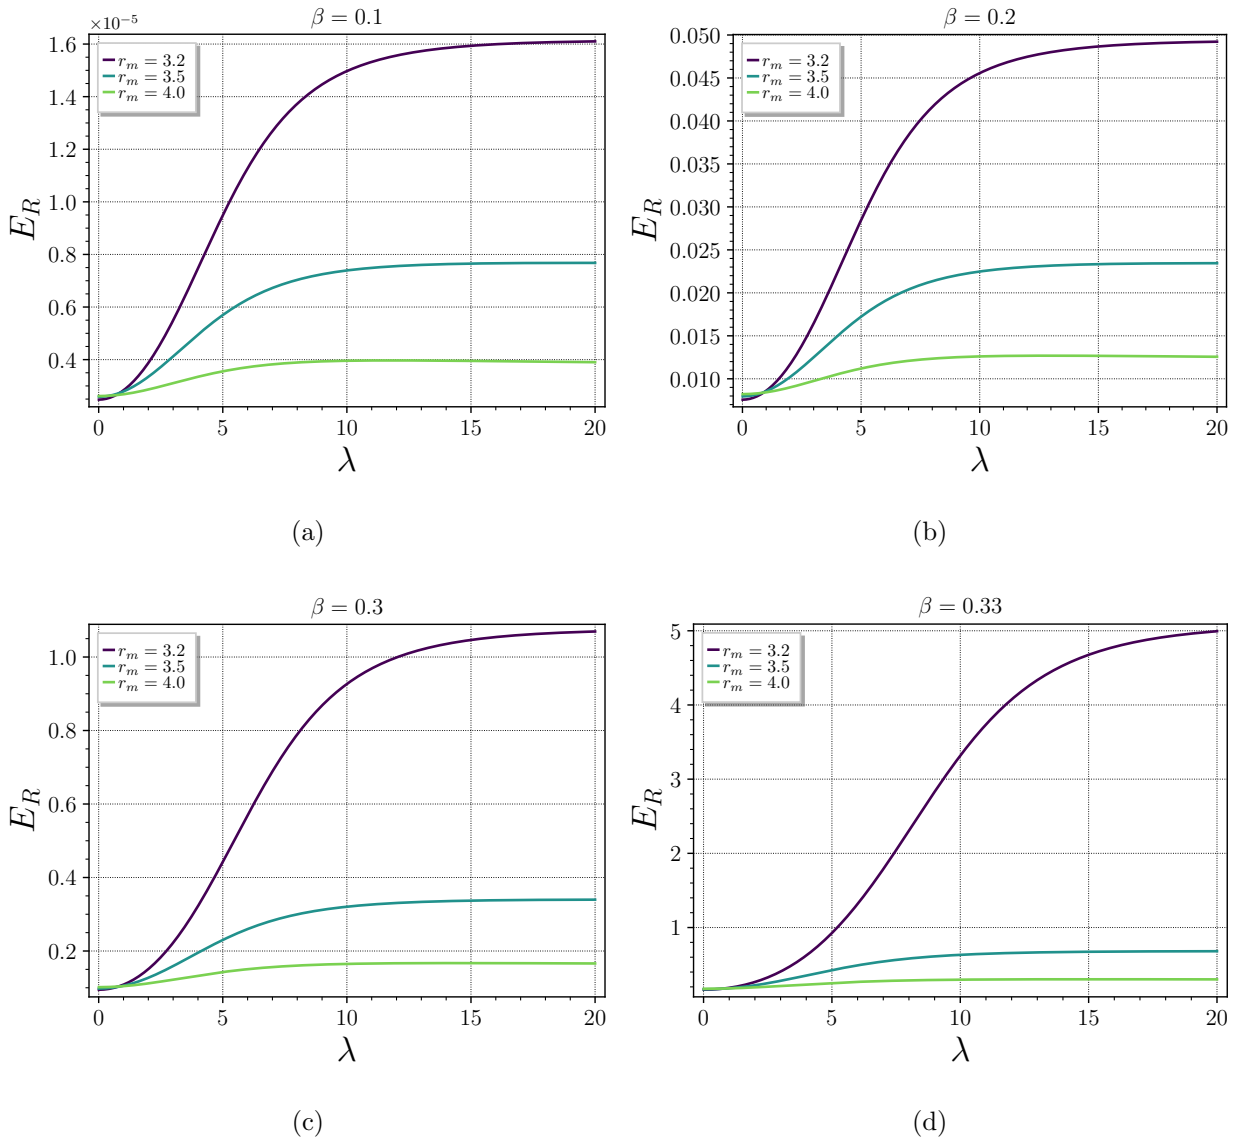 ×10⁻⁵
β = 0.1
1.6
1.4
1.2
1.0
0.8
0.6
0.4
E_R
r_m = 3.2
r_m = 3.5
r_m = 4.0
0 5 10 15 20
λ
(a)
β = 0.2
0.050
0.045
0.040
0.035
0.030
0.025
0.020
0.015
0.010
E_R
r_m = 3.2
r_m = 3.5
r_m = 4.0
0 5 10 15 20
λ
(b)
β = 0.3
1.0
0.8
0.6
0.4
0.2
E_R
r_m = 3.2
r_m = 3.5
r_m = 4.0
0 5 10 15 20
λ
(c)
β = 0.33
5
4
3
2
1
E_R
r_m = 3.2
r_m = 3.5
r_m = 4.0
0 5 10 15 20
λ
(d)